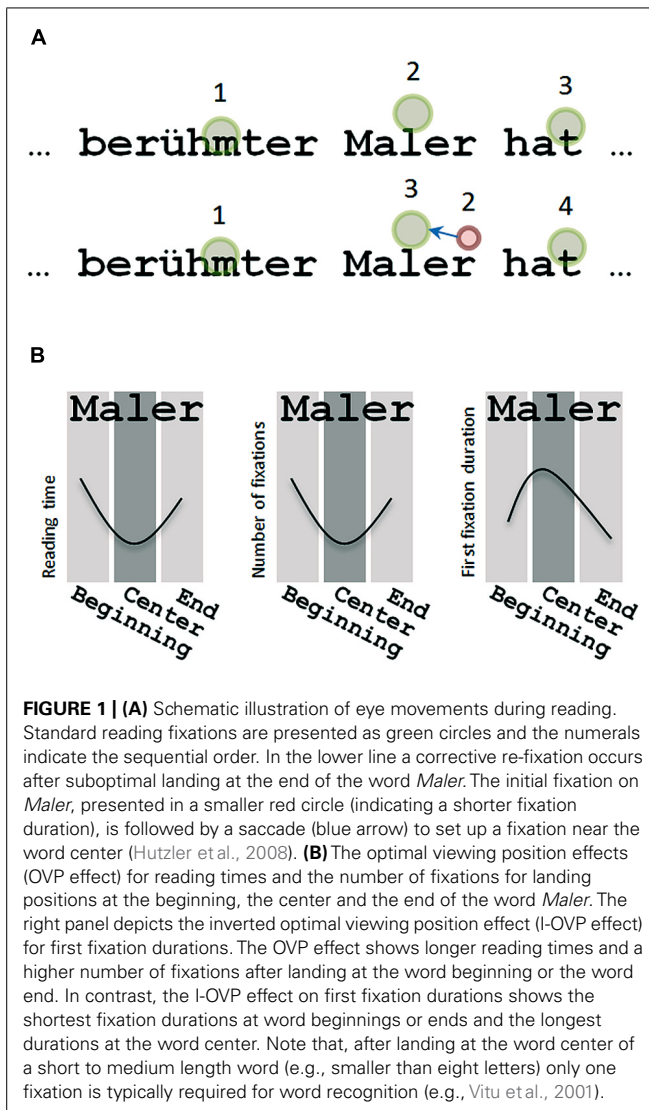 A
1 2 3
... berühmter Maler hat ...
1 3 2 4
... berühmter Maler hat ...
B
Maler Maler Maler
Reading time
Number of fixations
First fixation duration
Beginning Center End
Beginning Center End
Beginning Center End
FIGURE 1 | (A) Schematic illustration of eye movements during reading.
Standard reading fixations are presented as green circles and the numerals
indicate the sequential order. In the lower line a corrective re-fixation occurs
after suboptimal landing at the end of the word Maler. The initial fixation on
Maler, presented in a smaller red circle (indicating a shorter fixation
duration), is followed by a saccade (blue arrow) to set up a fixation near the
word center (Hutzler et al., 2008). (B) The optimal viewing position effects
(OVP effect) for reading times and the number of fixations for landing
positions at the beginning, the center and the end of the word Maler. The
right panel depicts the inverted optimal viewing position effect (I-OVP effect)
for first fixation durations. The OVP effect shows longer reading times and a
higher number of fixations after landing at the word beginning or the word
end. In contrast, the I-OVP effect on first fixation durations shows the
shortest fixation durations at word beginnings or ends and the longest
durations at the word center. Note that, after landing at the word center of
a short to medium length word (e.g., smaller than eight letters) only one
fixation is typically required for word recognition (e.g., Vitu et al., 2001).